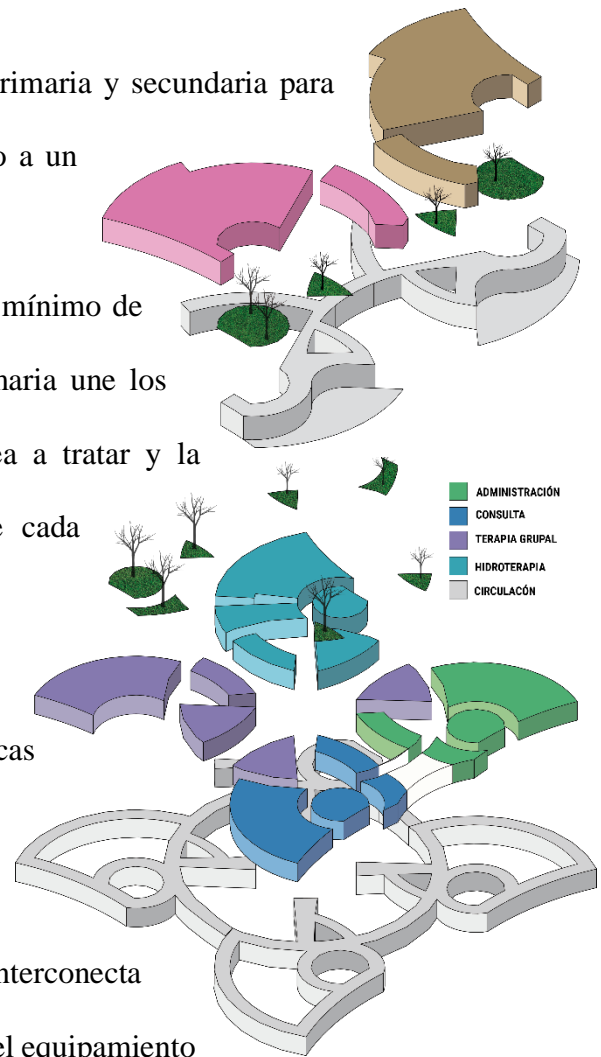 rimaria y secundaria para
o a un
mínimo de
naria une los
ea a tratar y la
e cada
ADMINISTRACIÓN
CONSULTA
TERAPIA GRUPAL
HIDROTERAPIA
CIRCULACÓN
cas
nterconecta
el equipamiento